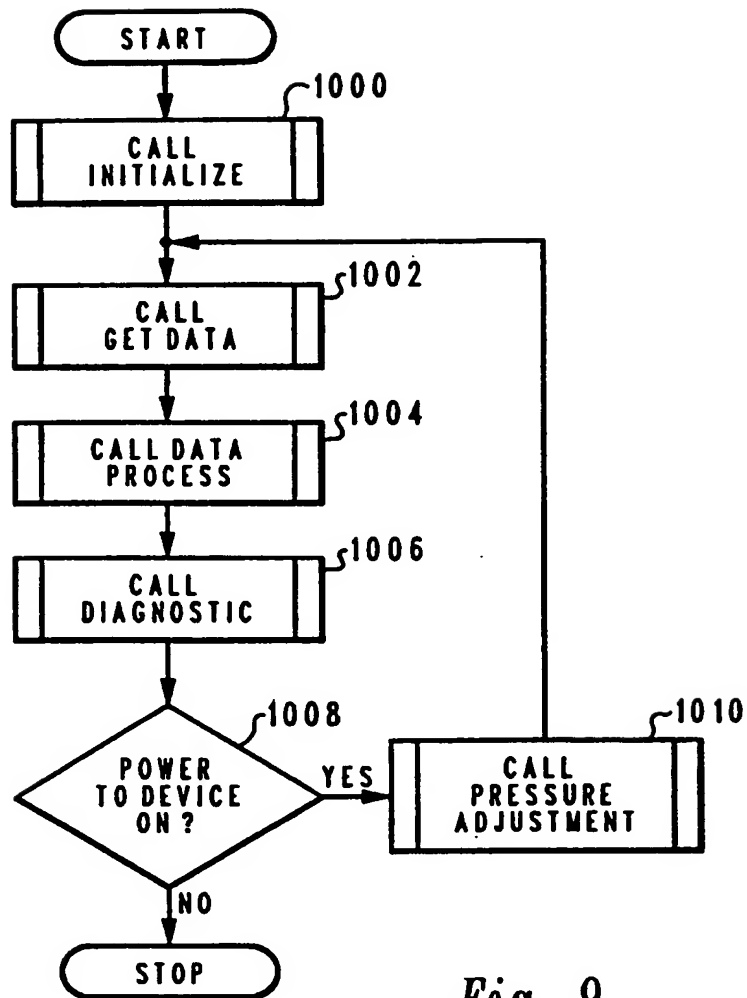 START
1000
CALL
INITIALIZE
1002
CALL
GET DATA
1004
CALL DATA
PROCESS
1006
CALL
DIAGNOSTIC
1008
POWER
TO DEVICE
ON?
YES
1010
CALL
PRESSURE
ADJUSTMENT
NO
STOP
Fig. 9